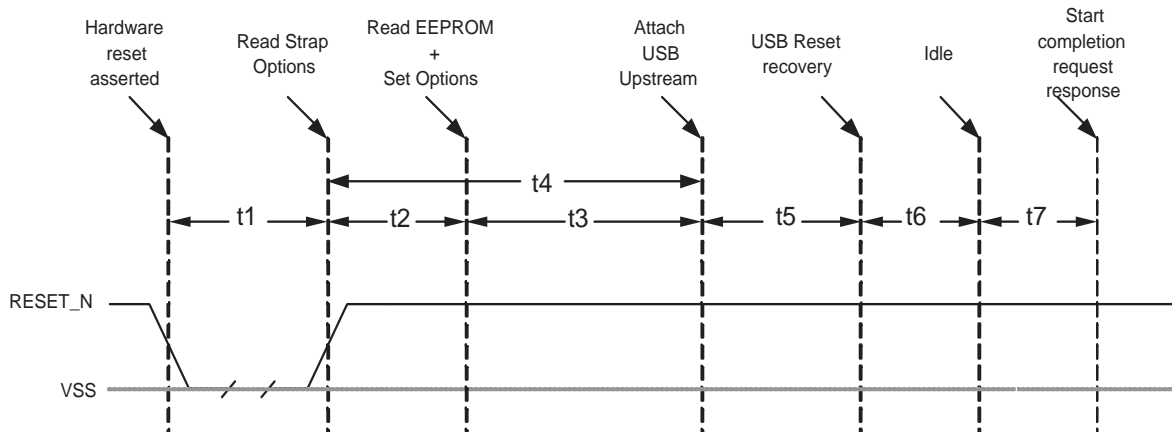 Hardware
reset
asserted
Read Strap
Options
Read EEPROM
+
Set Options
Attach
USB
Upstream
USB Reset
recovery
Idle
Start
completion
request
response
t4
t1
t2
t3
t5
t6
t7
RESET_N
VSS